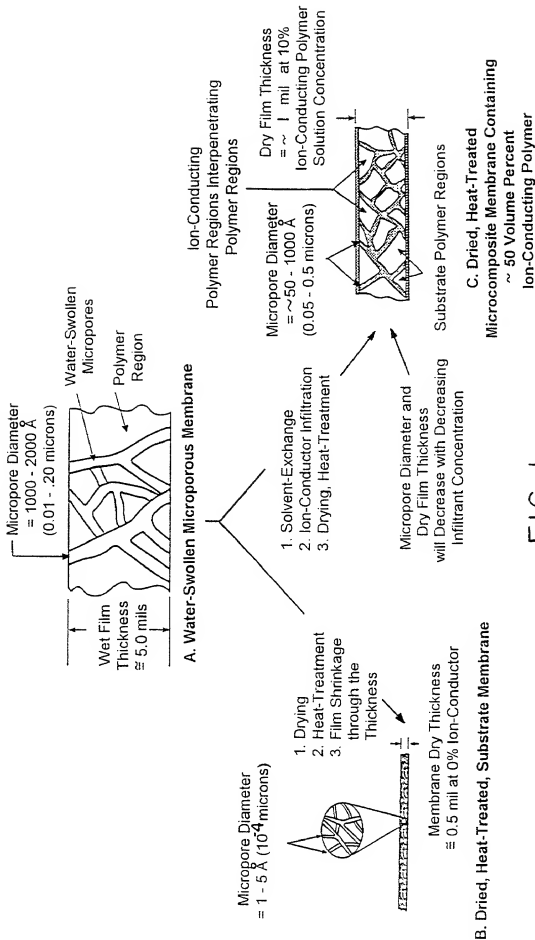 Micropore Diameter
= 1000 - 2000 Å
(0.01 - .20 microns)
Water-Swollen
Micropores
Polymer
Region
Wet Film
Thickness
≅ 5.0 mils
A. Water-Swollen Microporous Membrane
Micropore Diameter
= 1 - 5 Å (10-4 microns)
1. Drying
2. Heat-Treatment
3. Film Shrinkage
through the
Thickness
Membrane Dry Thickness
≅ 0.5 mil at 0% Ion-Conductor
B. Dried, Heat-Treated, Substrate Membrane
1. Solvent-Exchange
2. Ion-Conductor Infiltration
3. Drying, Heat-Treatment
Micropore Diameter and
Dry Film Thickness
will Decrease with Decreasing
Infiltrant Concentration
Ion-Conducting
Polymer Regions Interpenetrating
Polymer Regions
Micropore Diameter
= ~50 - 1000 Å
(0.05 - 0.5 microns)
Dry Film Thickness
= ~ 1 mil at 10%
Ion-Conducting Polymer
Solution Concentration
Substrate Polymer Regions
C. Dried, Heat-Treated
Microcomposite Membrane Containing
~ 50 Volume Percent
Ion-Conducting Polymer